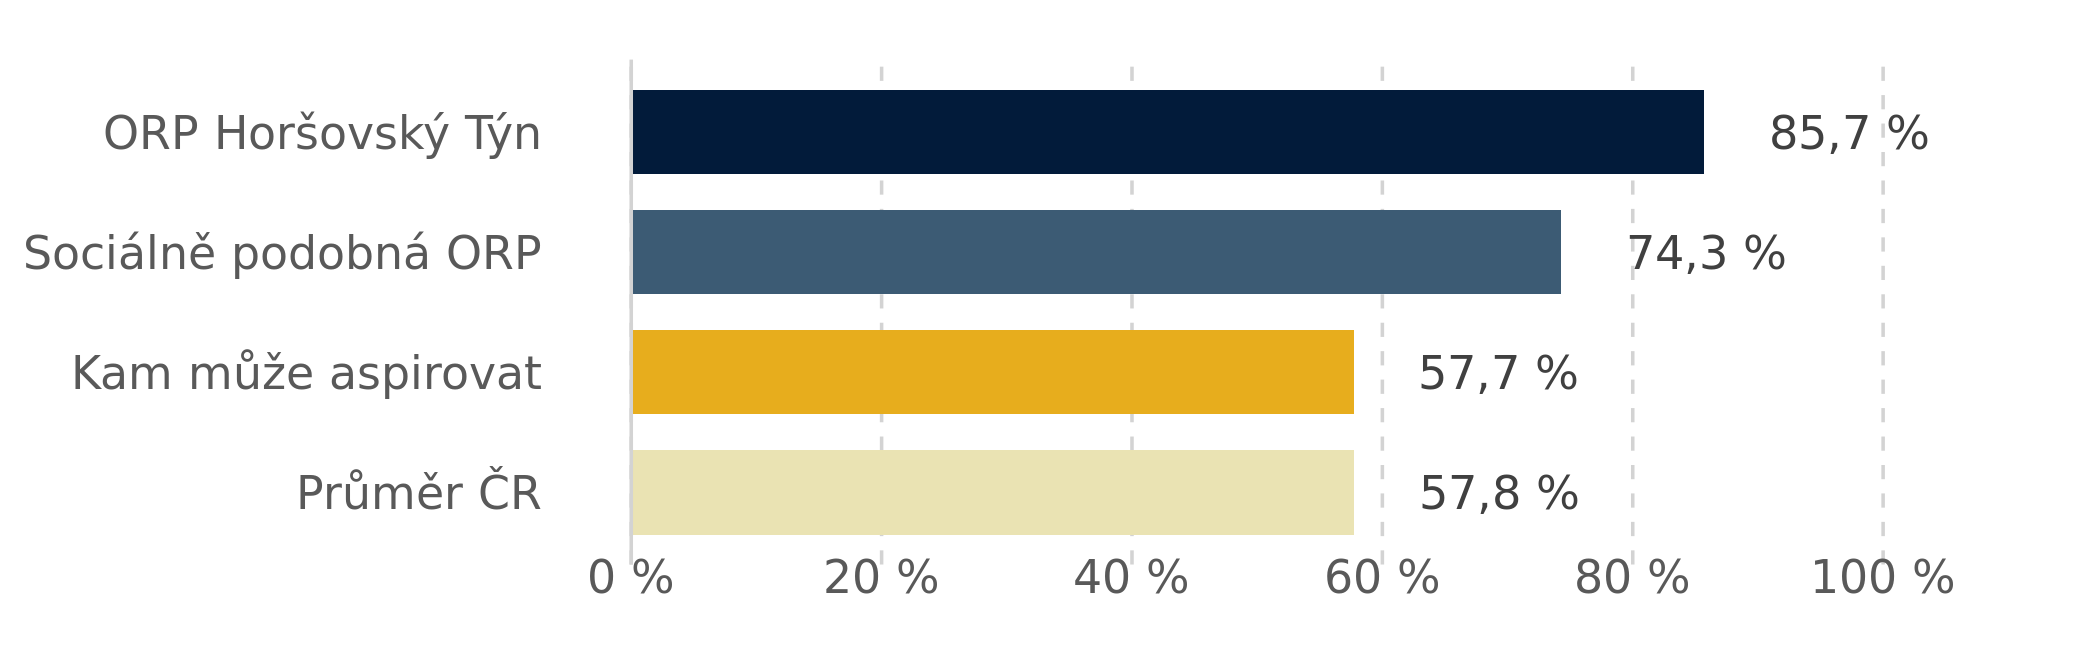 ORP Horšovský Týn
85,7 %
Sociálně podobná ORP
74,3 %
Kam může aspirovat
57,7 %
Průměr ČR
57,8 %
0 %
20 %
40 %
60 %
80 %
100 %